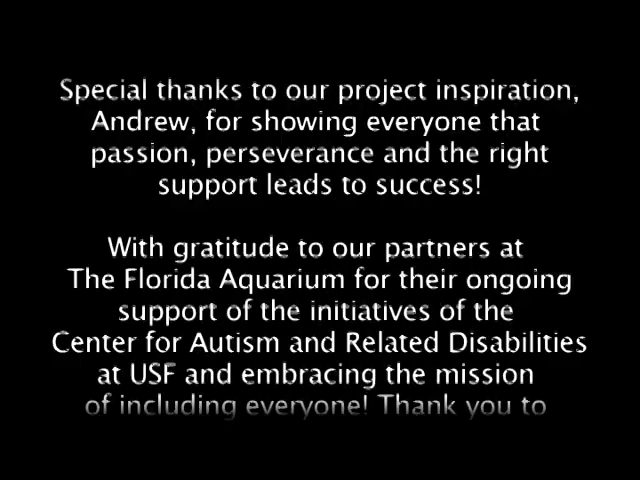 Special thanks to our project inspiration,
Andrew, for showing everyone that
passion, perseverance and the right
support leads to success!
With gratitude to our partners at
The Florida Aquarium for their ongoing
support of the initiatives of the
Center for Autism and Related Disabilities
at USF and embracing the mission
of including everyone! Thank you to